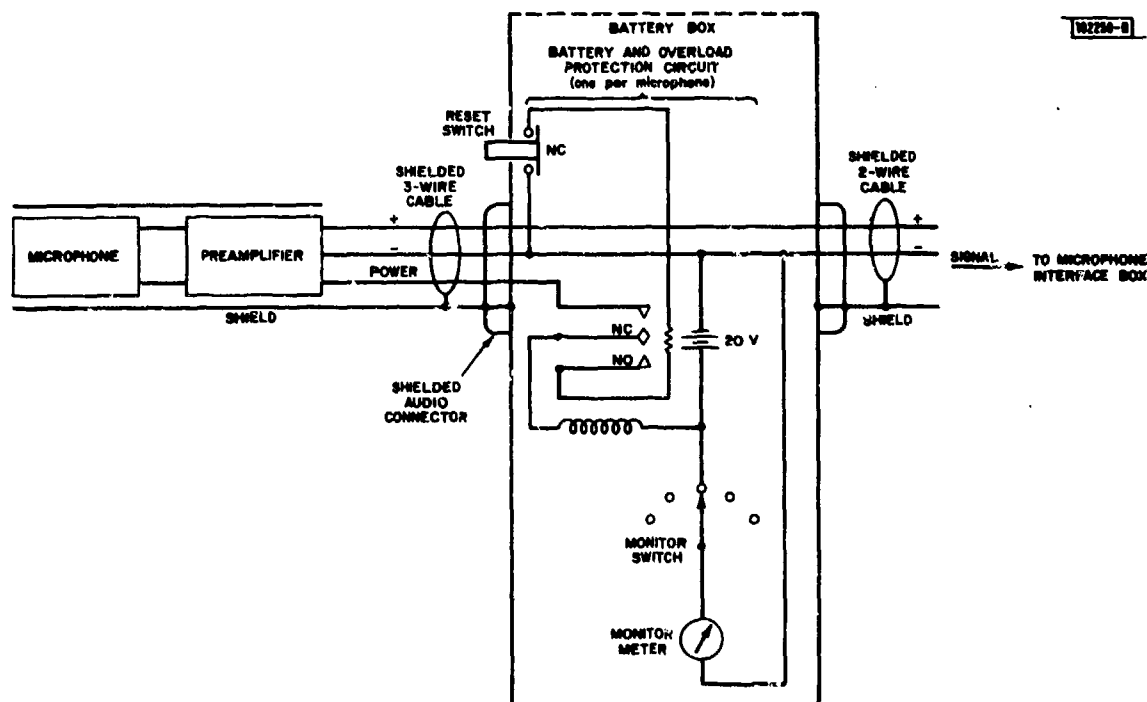 BATTERY BOX
102250-B
BATTERY AND OVERLOAD
PROTECTION CIRCUIT
(one per microphone)
RESET
SWITCH
NC
SHIELDED
3-WIRE
CABLE
SHIELDED
2-WIRE
CABLE
+
+
MICROPHONE
PREAMPLIFIER
-
-
SIGNAL
TO MICROPHONE
INTERFACE BOX
POWER
SHIELD
SHIELD
NC
20 V
NO
SHIELDED
AUDIO
CONNECTOR
MONITOR
SWITCH
MONITOR
METER